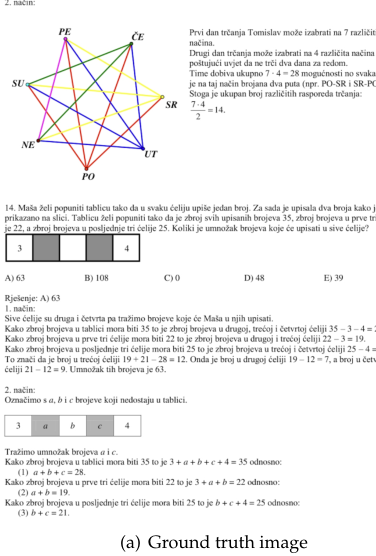 2. način:
PE
ČE
SU
SR
NE
UT
PO
Prvi dan trčanja Tomislav može izabrati na 7 različit
načina.
Drugi dan trčanja može izabrati na 4 različita načina
poštujući uvjet da ne trči dva dana za redom.
Time dobiva ukupno 7 · 4 = 28 mogućnosti no svaka
je na taj način brojana dva puta (npr. PO-SR i SR-PO
Stoga je ukupan broj različitih rasporeda trčanja:
7 · 4
2
= 14.
14. Maša želi popuniti tablicu tako da u svaku ćeliju upiše jedan broj. Za sada je upisala dva broja kako j
prikazano na slici. Tablicu želi popuniti tako da je zbroj svih upisanih brojeva 35, zbroj brojeva u prve tri
je 22, a zbroj brojeva u posljednje tri ćelije 25. Koliki je umnožak brojeva koje će upisati u sive ćelije?
3 4
A) 63 B) 108 C) 0 D) 48 E) 39
Rješenje: A) 63
1. način:
Sive ćelije su druga i četvrta pa tražimo brojeve koje će Maša u njih upisati.
Kako zbroj brojeva u tablici mora biti 35 to je zbroj brojeva u drugoj, trećoj i četvrtoj ćeliji 35 – 3 – 4 =
Kako zbroj brojeva u prve tri ćelije mora biti 22 to je zbroj brojeva u drugoj i trećoj ćeliji 22 – 3 = 19.
Kako zbroj brojeva u posljednje tri ćelije mora biti 25 to je zbroj brojeva u trećoj i četvrtoj ćeliji 25 – 4 =
To znači da je broj u trećoj ćeliji 19 + 21 – 28 = 12. Onda je broj u drugoj ćeliji 19 – 12 = 7, a broj u četv
ćeliji 21 – 12 = 9. Umnožak tih brojeva je 63.
2. način:
Označimo s a, b i c brojeve koji nedostaju u tablici.
3 a b c 4
Tražimo umnožak brojeva a i c.
Kako zbroj brojeva u tablici mora biti 35 to je 3 + a + b + c + 4 = 35 odnosno:
(1) a + b + c = 28.
Kako zbroj brojeva u prve tri ćelije mora biti 22 to je 3 + a + b = 22 odnosno:
(2) a + b = 19.
Kako zbroj brojeva u posljednje tri ćelije mora biti 25 to je b + c + 4 = 25 odnosno:
(3) b + c = 21.
(a) Ground truth image